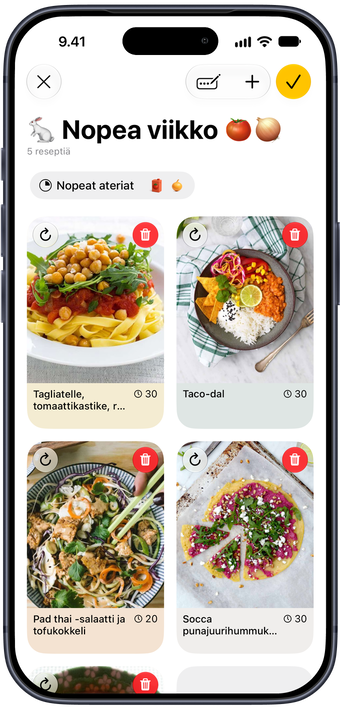 9.41
🐇 Nopea viikko 🍅🧅
5 reseptiä
Nopeat ateriat
Tagliatelle, 30
tomaattikastike, r...
Taco-dal 30
Pad thai -salaatti ja 20
tofukokkeli
Socca 30
punajuurihummuk...